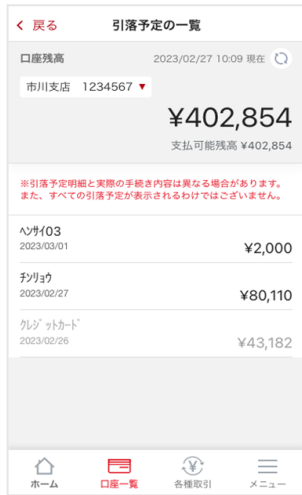 戻る
引落予定の一覧
口座残高
2023/02/27 10:09 現在
市川支店 1234567 ▼
¥402,854
支払可能残高 ¥402,854
※引落予定明細と実際の手続き内容は異なる場合があります。
また、すべての引落予定が表示されるわけではございません。
ﾍﾝｻｲ03
2023/03/01
¥2,000
ﾁﾝﾘｮｳ
2023/02/27
¥80,110
ｸﾚｼﾞｯﾄｶｰﾄﾞ
2023/02/26
¥43,182
ホーム
口座一覧
各種取引
メニュー